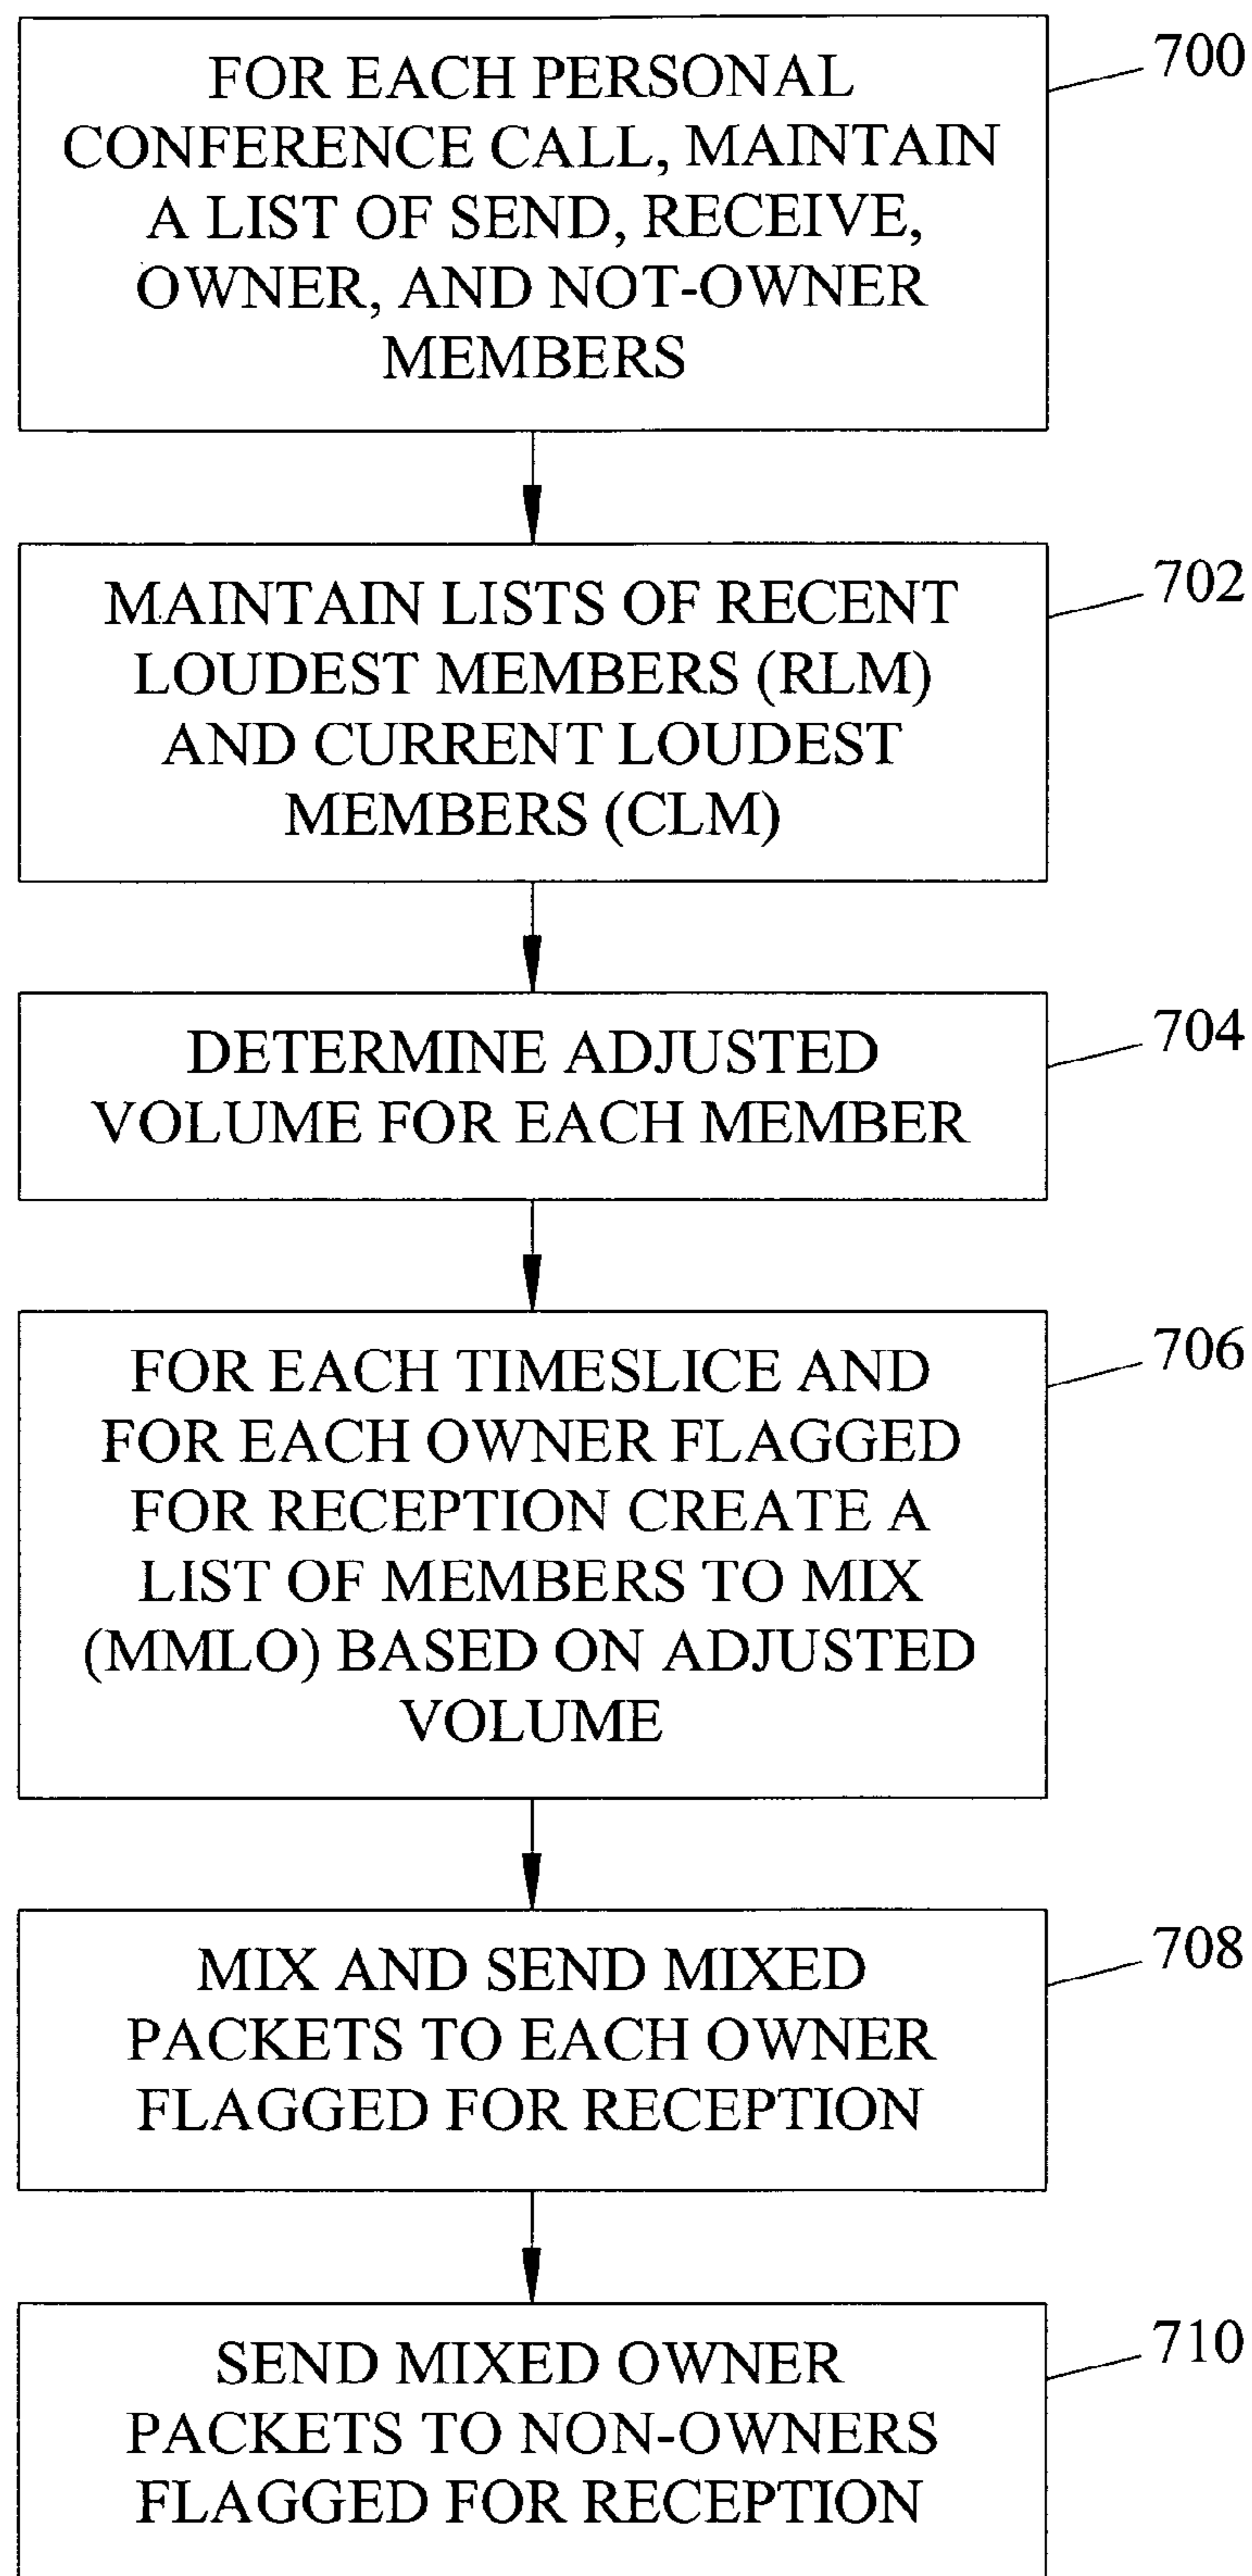 FOR EACH PERSONAL
CONFERENCE CALL, MAINTAIN
A LIST OF SEND, RECEIVE,
OWNER, AND NOT-OWNER
MEMBERS
700
MAINTAIN LISTS OF RECENT
LOUDEST MEMBERS (RLM)
AND CURRENT LOUDEST
MEMBERS (CLM)
702
DETERMINE ADJUSTED
VOLUME FOR EACH MEMBER
704
FOR EACH TIMESLICE AND
FOR EACH OWNER FLAGGED
FOR RECEPTION CREATE A
LIST OF MEMBERS TO MIX
(MMLO) BASED ON ADJUSTED
VOLUME
706
MIX AND SEND MIXED
PACKETS TO EACH OWNER
FLAGGED FOR RECEPTION
708
SEND MIXED OWNER
PACKETS TO NON-OWNERS
FLAGGED FOR RECEPTION
710